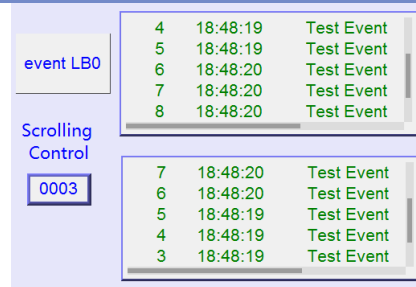 event LB0
Scrolling
Control
0003
4 18:48:19 Test Event
5 18:48:19 Test Event
6 18:48:20 Test Event
7 18:48:20 Test Event
8 18:48:20 Test Event
7 18:48:20 Test Event
6 18:48:20 Test Event
5 18:48:19 Test Event
4 18:48:19 Test Event
3 18:48:19 Test Event